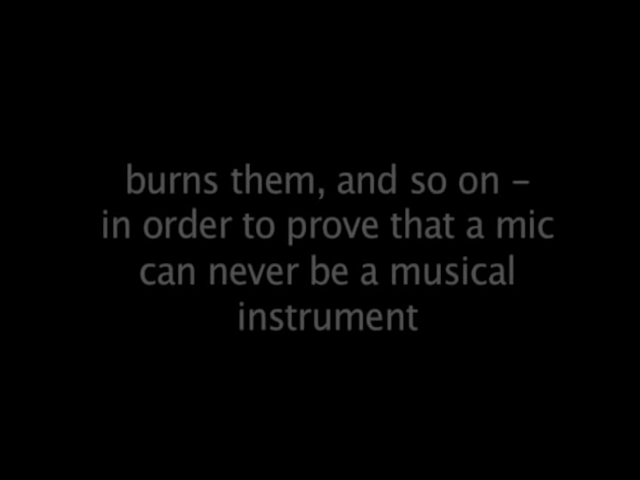 burns them, and so on –
in order to prove that a mic
can never be a musical
instrument